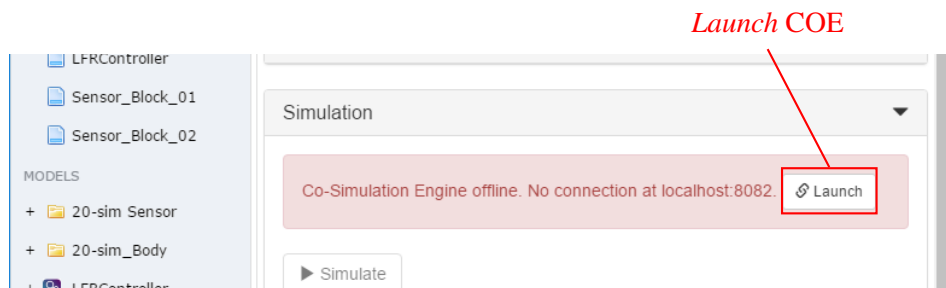 Launch COE
LFRController
Sensor_Block_01
Sensor_Block_02
MODELS
+ 20-sim Sensor
+ 20-sim_Body
+ LFRController
Simulation
Co-Simulation Engine offline. No connection at localhost:8082.
Launch
Simulate